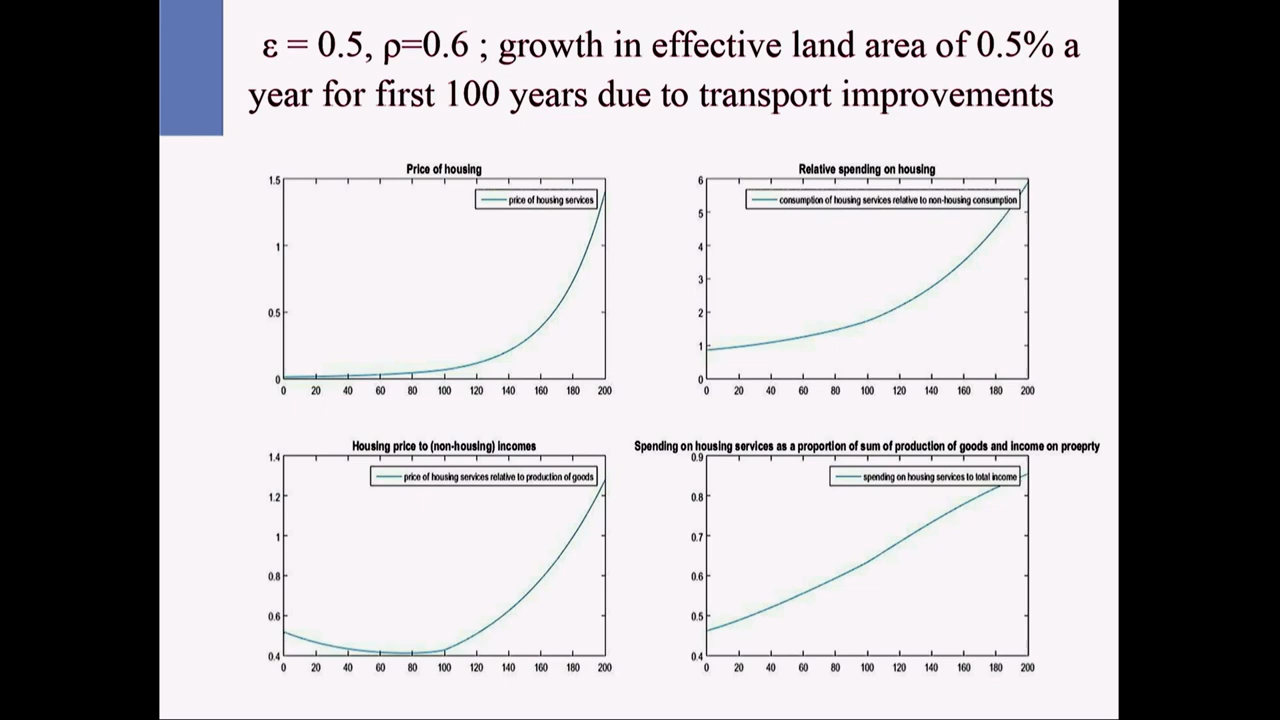 ε = 0.5, ρ=0.6 ; growth in effective land area of 0.5% a
year for first 100 years due to transport improvements
Price of housing
1.5
1
0.5
0
price of housing services
0 20 40 60 80 100 120 140 160 180 200
Relative spending on housing
6
5
4
3
2
1
0
consumption of housing services relative to non-housing consumption
0 20 40 60 80 100 120 140 160 180 200
Housing price to (non-housing) incomes
1.4
1.2
1
0.8
0.6
0.4
price of housing services relative to production of goods
0 20 40 60 80 100 120 140 160 180 200
Spending on housing services as a proportion of sum of production of goods and income on proeprty
0.9
0.8
0.7
0.6
0.5
0.4
spending on housing services to total income
0 20 40 60 80 100 120 140 160 180 200